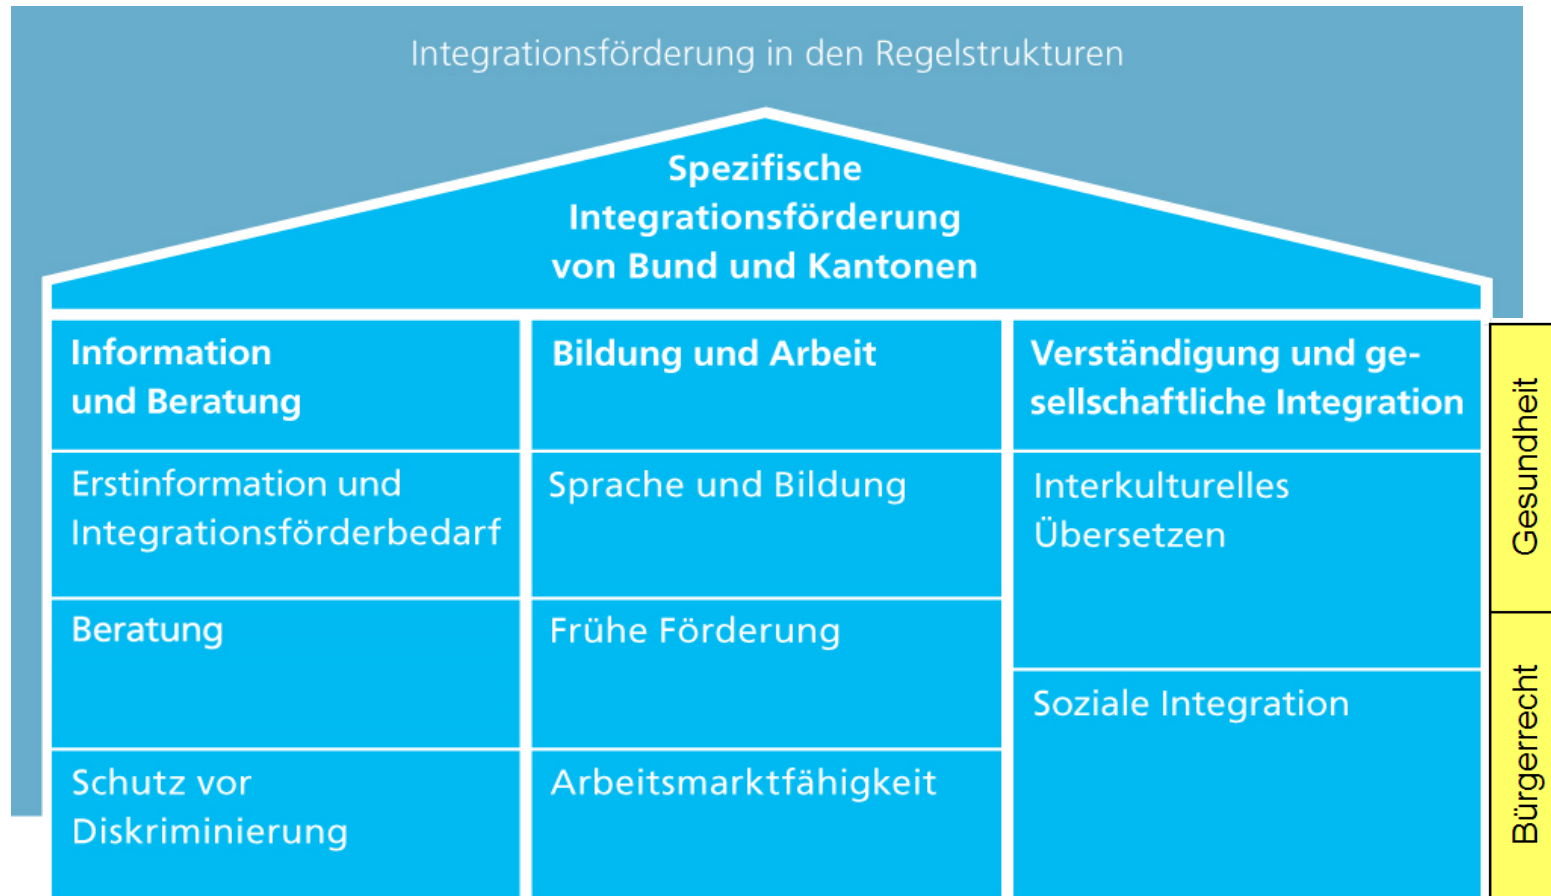 Integrationsförderung in den Regelstrukturen
Spezifische
Integrationsförderung
von Bund und Kantonen
Information
und Beratung
Erstinformation und
Integrationsförderbedarf
Beratung
Schutz vor
Diskriminierung
Bildung und Arbeit
Sprache und Bildung
Frühe Förderung
Arbeitsmarktfähigkeit
Verständigung und ge-
sellschaftliche Integration
Interkulturelles
Übersetzen
Soziale Integration
Gesundheit
Bürgerrecht